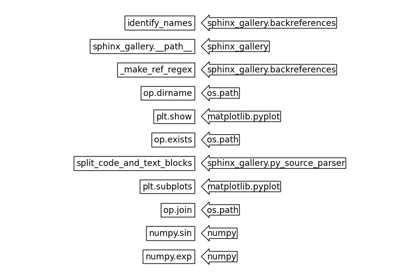 identify_names sphinx_gallery.backreferences
sphinx_gallery.__path__ sphinx_gallery
_make_ref_regex sphinx_gallery.backreferences
op.dirname os.path
plt.show matplotlib.pyplot
op.exists os.path
split_code_and_text_blocks sphinx_gallery.py_source_parser
plt.subplots matplotlib.pyplot
op.join os.path
numpy.sin numpy
numpy.exp numpy